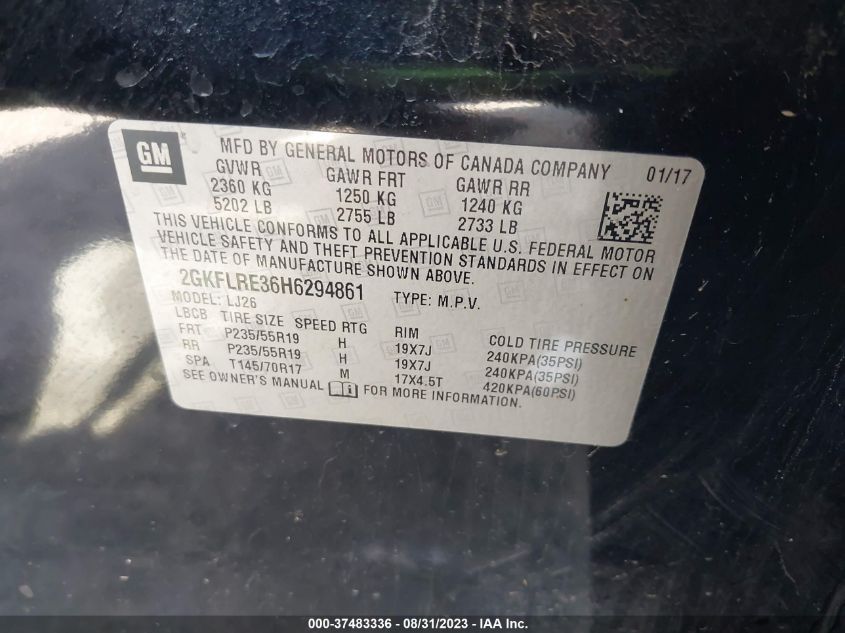 GM
MFD BY GENERAL MOTORS OF CANADA COMPANY 01/17
GVWR GAWR FRT GAWR RR
2360 KG 1250 KG 1240 KG
5202 LB 2755 LB 2733 LB
THIS VEHICLE CONFORMS TO ALL APPLICABLE U.S. FEDERAL MOTOR
VEHICLE SAFETY AND THEFT PREVENTION STANDARDS IN EFFECT ON
THE DATE OF MANUFACTURE SHOWN ABOVE.
2GKFLRE36H6294861 TYPE: M.P.V.
MODEL: LJ26
LBCB TIRE SIZE SPEED RTG RIM COLD TIRE PRESSURE
FRT P235/55R19 H 19X7J 240KPA(35PSI)
RR P235/55R19 H 19X7J 240KPA(35PSI)
SPA T145/70R17 M 17X4.5T 420KPA(60PSI)
SEE OWNER'S MANUAL FOR MORE INFORMATION.
000-37483336 - 08/31/2023 - IAA Inc.